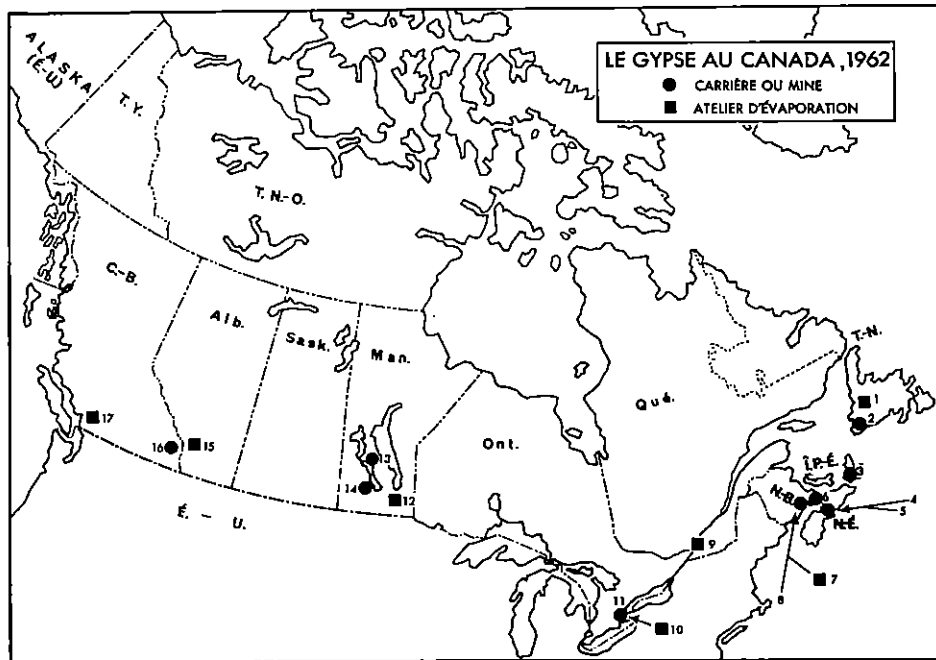 LE GYPSE AU CANADA, 1962
CARRIÈRE OU MINE
ATELIER D'ÉVAPORATION
ALASKA
(É-U)
T.Y.
T.N.-O.
C.-B.
Alb.
Sask.
Man.
Ont.
Qué.
T.-N.
Î.P.-É.
N.-B.
N.-É.
É. – U.
1
2
3
4
5
6
7
8
9
10
11
12
13
14
15
16
17